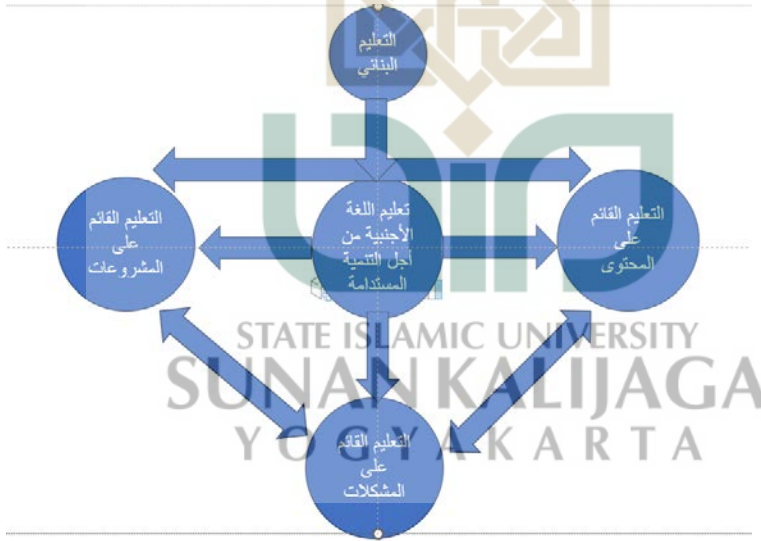 التعليم
البنائي
التعليم القائم
على
المحتوى
تعليم اللغة
الأجنبية من
أجل التنمية
المستدامة
التعليم القائم
على
المشروعات
STATE ISLAMIC UNIVERSITY
SUNAN KALIJAGA
YOGYAKARTA
التعليم القائم
على
المشكلات